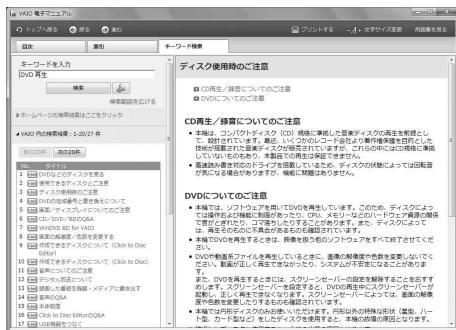 VAIO 電子マニュアル
トップへ戻る 戻る 進む プリントする -A+ 文字サイズ変更 用語集を見る
目次 索引 キーワード検索
キーワードを入力
DVD 再生
検索
検索範囲を広げる
ホームページの検索結果はここをクリック
VAIO 内の検索結果：1-20/27 件
前の20件 次の20件
No. タイトル
1 DVDなどのディスクを見る
2 使用できるディスクとご注意
3 ディスク使用時のご注意
4 DVDの地域番号と書き換えについて
5 画面／ディスプレイについてのご注意
6 CD／DVD／BDのQ&A
7 WinDVD BD for VAIO
8 画面の解像度／色数を変更する
9 作成できるディスクについて（Click to Disc）
10 作成できるディスクについて（Click to Disc Editor）
11 音声についてのご注意
12 デジタル放送について
13 録画した番組を機器・メディアに書き出す
14 音声のQ&A
15 本体前面
16 Click to Disc EditorのQ&A
17 USB機器をつなぐ
ディスク使用時のご注意
CD再生／録音についてのご注意
DVDについてのご注意
CD再生／録音についてのご注意
• 本機は、コンパクトディスク（CD）規格に準拠した音楽ディスクの再生を前提とし
て、設計されています。最近、いくつかのレコード会社より著作権保護を目的とした
技術が搭載された音楽ディスクが販売されていますが、これらの中にはCD規格に準拠
していないものもあり、本製品での再生は保証できません。
• 高速読み書き対応のドライブを搭載しているため、ディスクの状態によっては回転音
が気になる場合がありますが、機能に問題はありません。
DVDについてのご注意
• 本機では、ソフトウェアを用いてDVDを再生しています。このため、ディスクによっ
ては操作および機能に制限があったり、CPU、メモリーなどのハードウェア資源の関係
で音がとぎれたり、コマ落ちしたりすることがあります。また、ディスクによって
は、再生そのものに不具合があるものも確認されています。
• 本機でDVDを再生するときは、映像を扱う他のソフトウェアをすべて終了させてくだ
さい。
• DVDや動画系ファイルを再生しているときに、画面の解像度や色数を変更しないでく
ださい。動画が正しく再生できなかったり、システムが不安定になることがありま
す。
また、DVDを再生するときには、スクリーンセーバーの設定を解除することをおすす
めします。スクリーンセーバーを設定すると、DVDの再生中にスクリーンセーバーが
起動し、正しく再生できなくなります。スクリーンセーバーによっては、画面の解像
度や色数を変更するものも確認されています。
• 本機では円形ディスクのみお使いいただけます。円形以外の特殊な形状（星型、ハー
ト型、カード型など）をしたディスクを使用すると、本機の故障の原因となります。